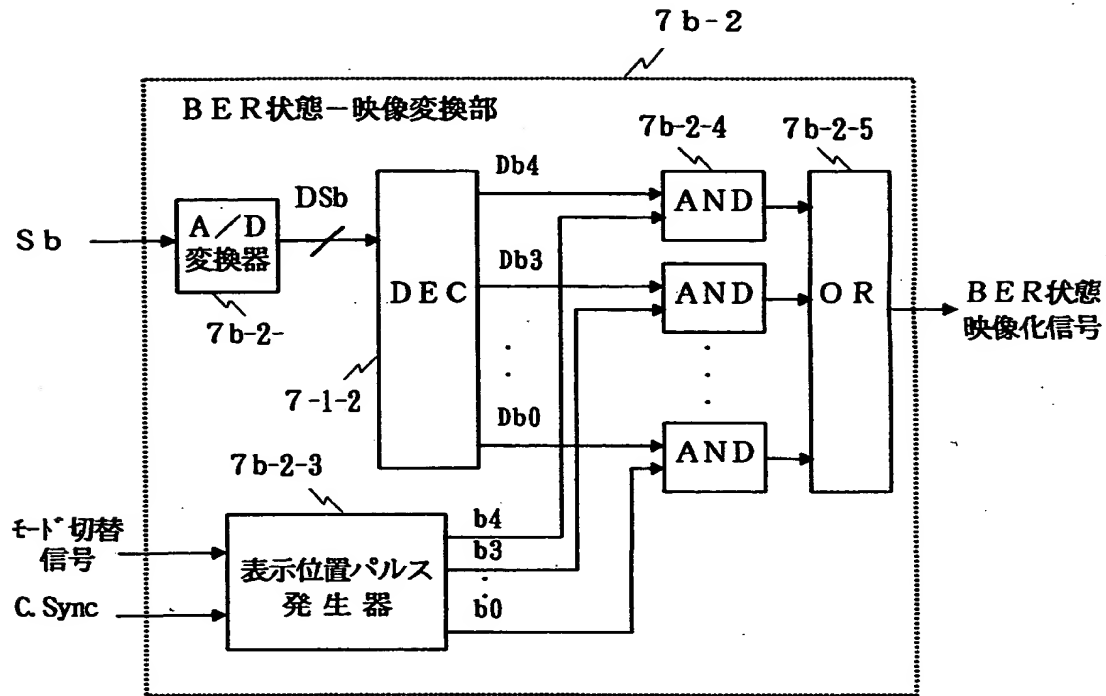 7b-2
BER状態－映像変換部
7b-2-4
7b-2-5
Db4
DSb
AND
A／D
変換器
Sb
Db3
DEC
AND
OR
BER状態
映像化信号
7b-2-
7-1-2
Db0
AND
7b-2-3
モード切替
信号
b4
b3
表示位置パルス
発生器
b0
C.Sync